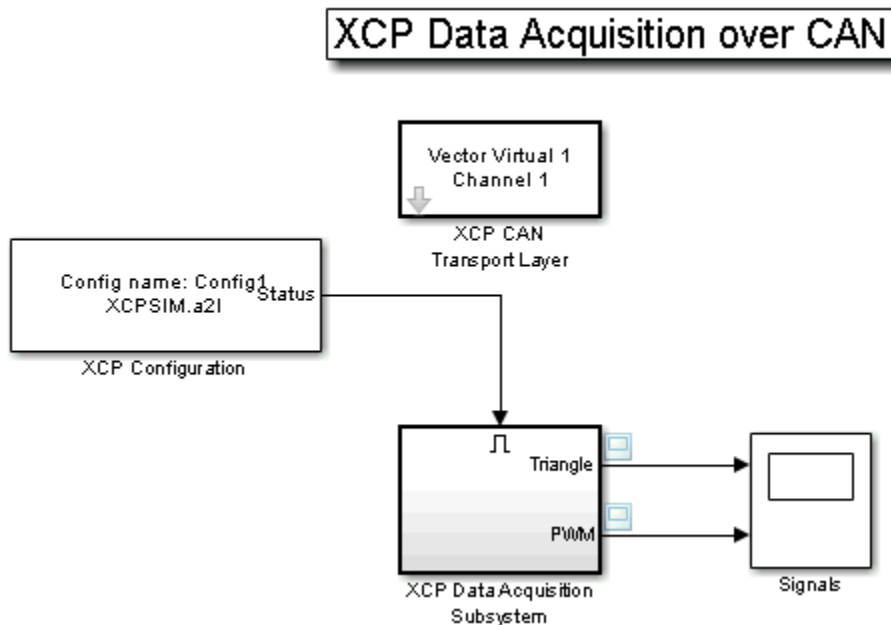 XCP Data Acquisition over CAN
Vector Virtual 1
Channel 1
XCP CAN
Transport Layer
Config name: Config1
XCPSIM.a2l
Status
XCP Configuration
Triangle
PWM
XCP Data Acquisition
Subsystem
Signals